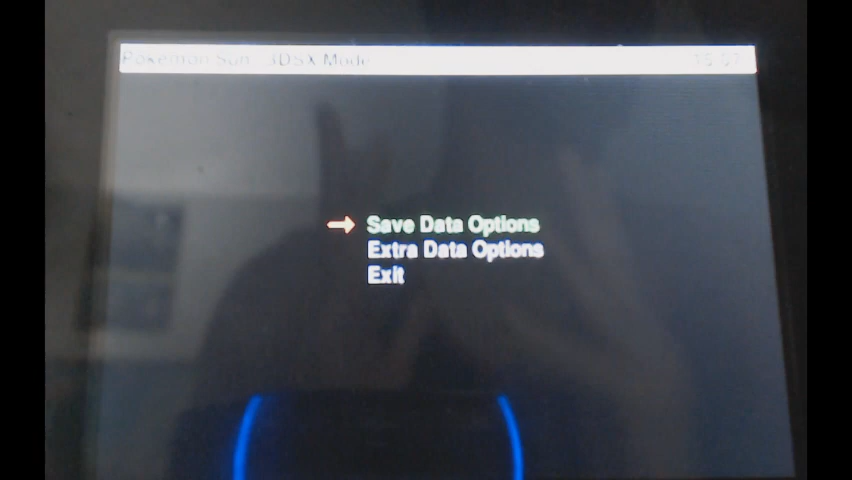 Pokemon Sun 3DSX Mode
Save Data Options
Extra Data Options
Exit